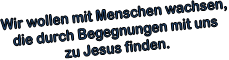 Wir wollen mit Menschen wachsen,
die durch Begegnungen mit uns
zu Jesus finden.